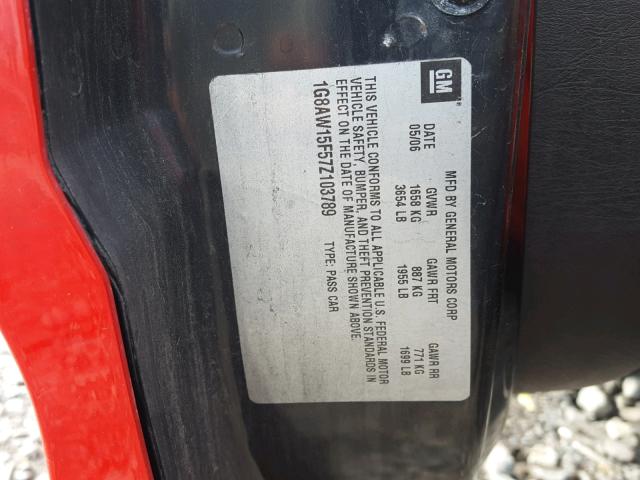 GM
MFD BY GENERAL MOTORS CORP
DATE GVWR GAWR FRT GAWR RR
05/06 1658 KG 887 KG 771 KG
3654 LB 1955 LB 1699 LB
THIS VEHICLE CONFORMS TO ALL APPLICABLE U.S. FEDERAL MOTOR
VEHICLE SAFETY, BUMPER, AND THEFT PREVENTION STANDARDS IN
EFFECT ON THE DATE OF MANUFACTURE SHOWN ABOVE.
1G8AW15F57Z103789 TYPE: PASS CAR